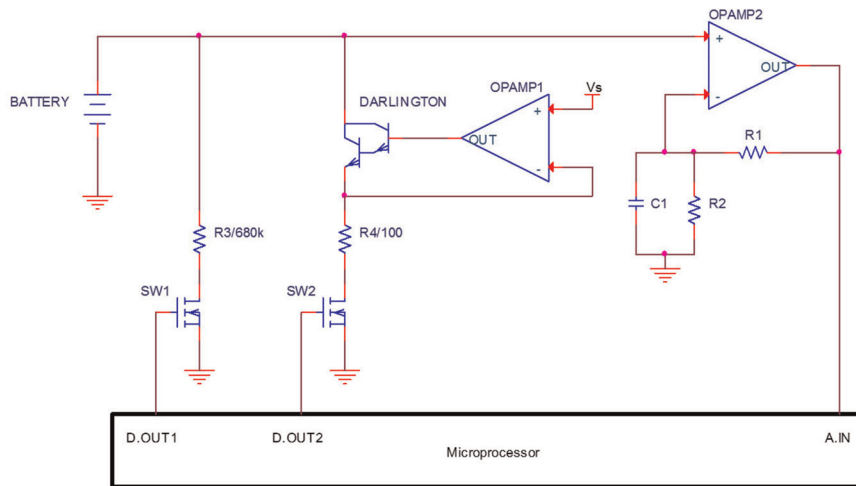 OPAMP2
+
OUT
-
BATTERY
DARLINGTON
OPAMP1
Vs
+
OUT
-
R1
C1
R2
R3/680k
R4/100
SW1
SW2
D.OUT1
D.OUT2
A.IN
Microprocessor